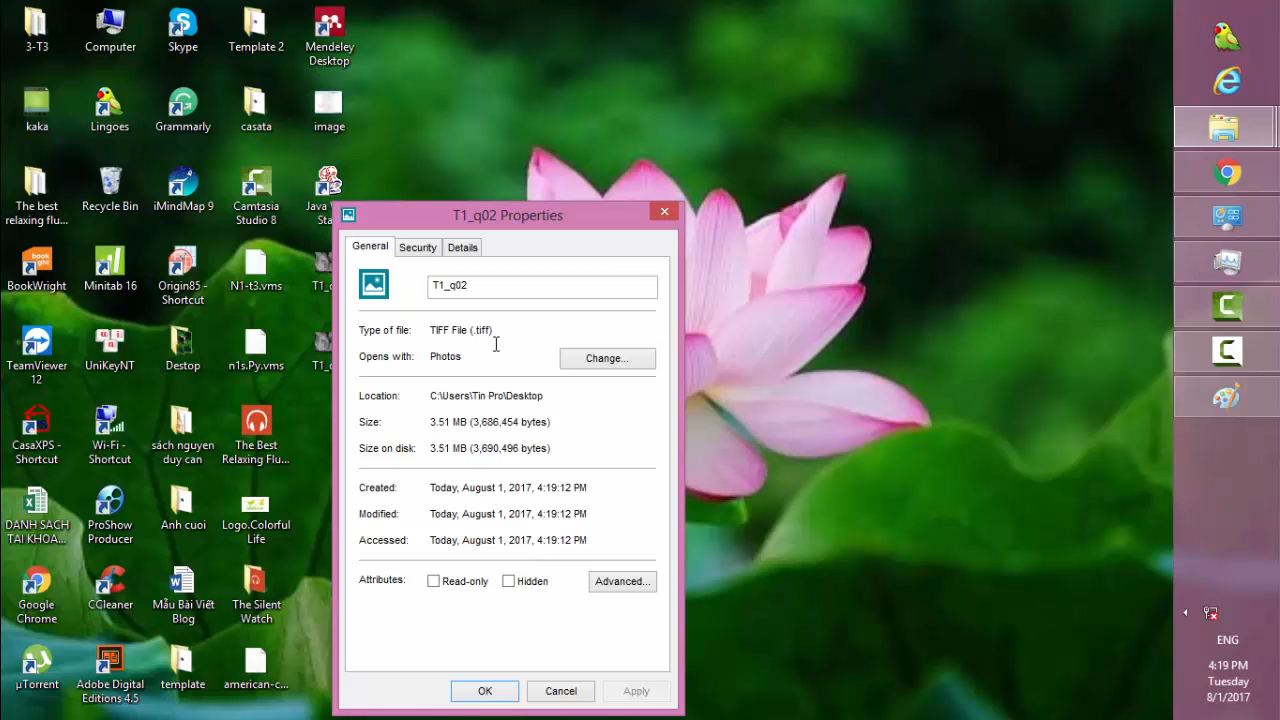 3-T3
Computer
Skype
Template 2
Mendeley
Desktop
kaka
Lingoes
Grammarly
casata
image
The best
relaxing flu...
Recycle Bin
iMindMap 9
Camtasia
Studio 8
Java
BookWright
Minitab 16
Origin85 -
Shortcut
N1-t3.vms
TeamViewer
12
UniKeyNT
Destop
n1s.Py.vms
CasaXPS -
Shortcut
Wi-Fi -
Shortcut
sách nguyen
duy can
The Best
Relaxing Flu...
DANH SACH
TAI KHOA...
ProShow
Producer
Anh cuoi
Logo.Colorful
Life
Google
Chrome
CCleaner
Mẫu Bài Viết
Blog
The Silent
Watch
µTorrent
Adobe Digital
Editions 4.5
template
american-c...
T1_q02 Properties
General
Security
Details
T1_q02
Type of file: TIFF File (.tiff)
Opens with: Photos
Change...
Location: C:\Users\Tin Pro\Desktop
Size: 3.51 MB (3,686,454 bytes)
Size on disk: 3.51 MB (3,690,496 bytes)
Created: Today, August 1, 2017, 4:19:12 PM
Modified: Today, August 1, 2017, 4:19:12 PM
Accessed: Today, August 1, 2017, 4:19:12 PM
Attributes:
Read-only
Hidden
Advanced...
OK
Cancel
Apply
ENG
4:19 PM
Tuesday
8/1/2017